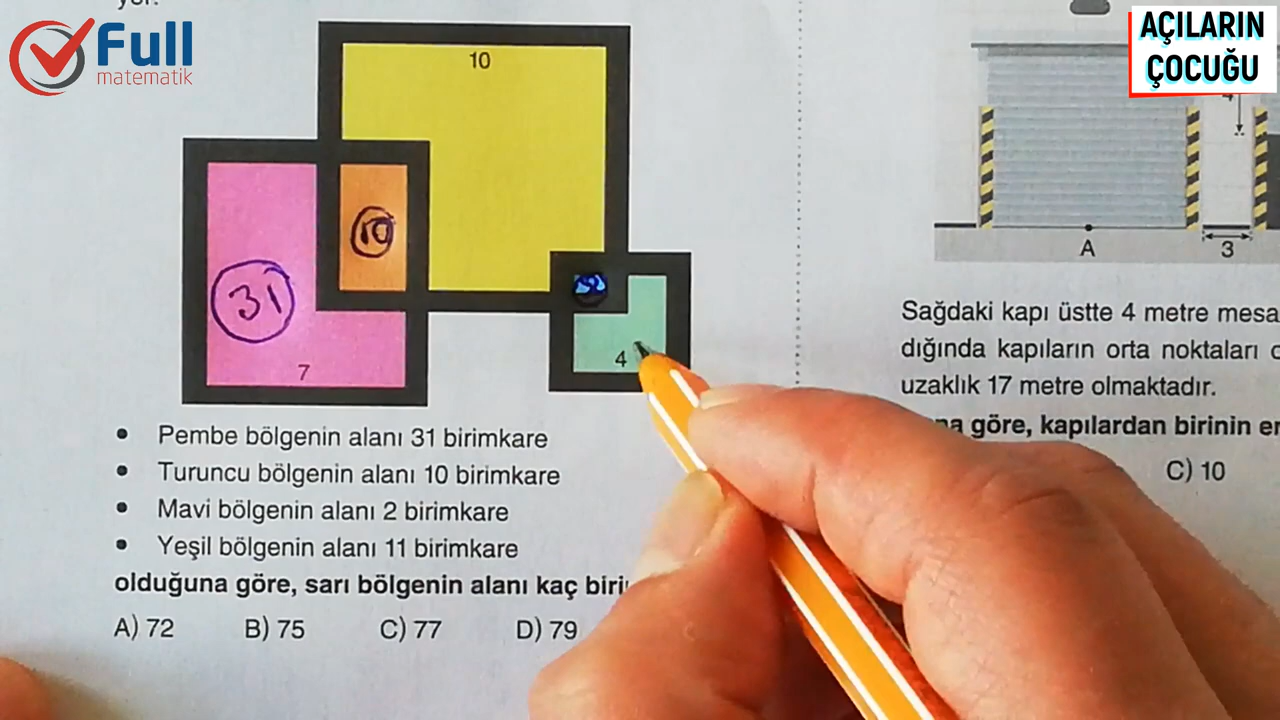 Full
matematik
AÇILARIN
ÇOCUĞU
10
10
31
7
4
• Pembe bölgenin alanı 31 birimkare
• Turuncu bölgenin alanı 10 birimkare
• Mavi bölgenin alanı 2 birimkare
• Yeşil bölgenin alanı 11 birimkare
olduğuna göre, sarı bölgenin alanı kaç
A) 72 B) 75 C) 77 D) 79
4
A
3
Sağdaki kapı üstte 4 metre
dığında kapıların orta noktaları
uzaklık 17 metre olmaktadır.
göre, kapılardan birinin
C) 10